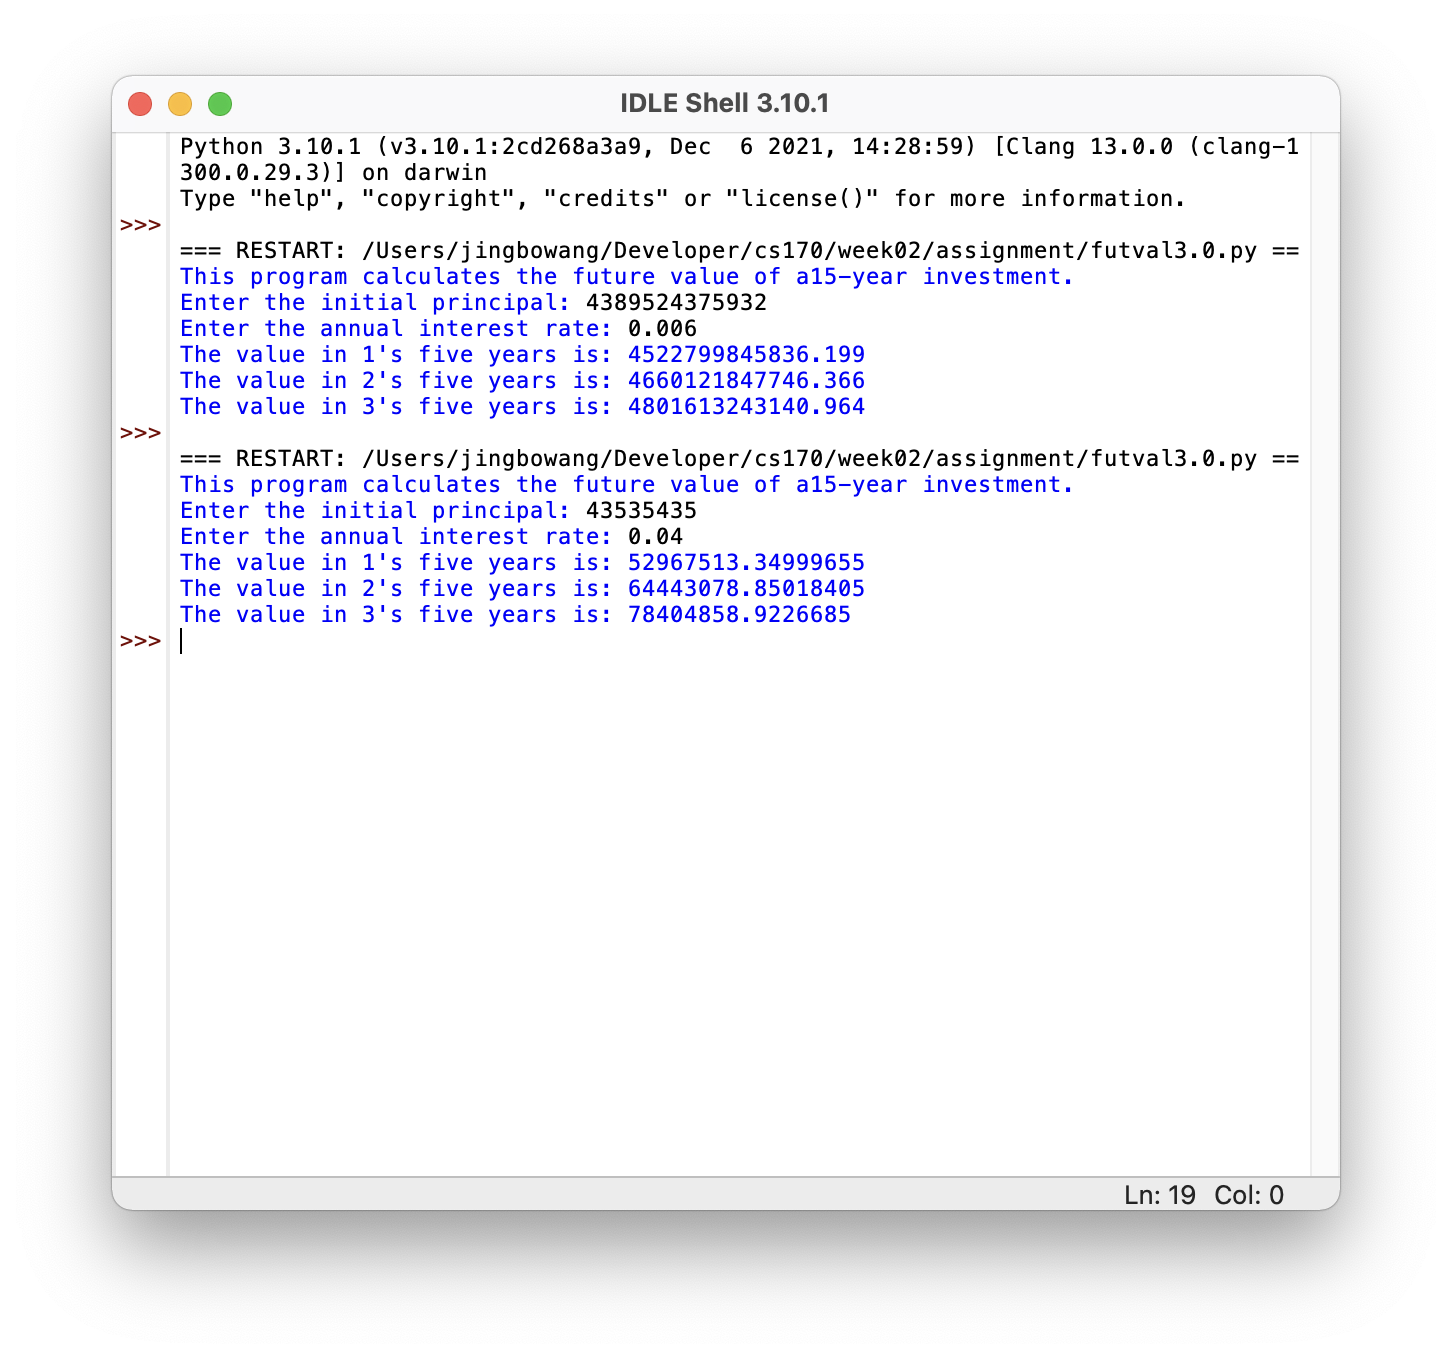 IDLE Shell 3.10.1
Python 3.10.1 (v3.10.1:2cd268a3a9, Dec  6 2021, 14:28:59) [Clang 13.0.0 (clang-1
300.0.29.3)] on darwin
Type "help", "copyright", "credits" or "license()" for more information.
>>>
=== RESTART: /Users/jingbowang/Developer/cs170/week02/assignment/futval3.0.py ==
This program calculates the future value of a15-year investment.
Enter the initial principal: 4389524375932
Enter the annual interest rate: 0.006
The value in 1's five years is: 4522799845836.199
The value in 2's five years is: 4660121847746.366
The value in 3's five years is: 4801613243140.964
>>>
=== RESTART: /Users/jingbowang/Developer/cs170/week02/assignment/futval3.0.py ==
This program calculates the future value of a15-year investment.
Enter the initial principal: 43535435
Enter the annual interest rate: 0.04
The value in 1's five years is: 52967513.34999655
The value in 2's five years is: 64443078.85018405
The value in 3's five years is: 78404858.9226685
>>>
Ln: 19 Col: 0